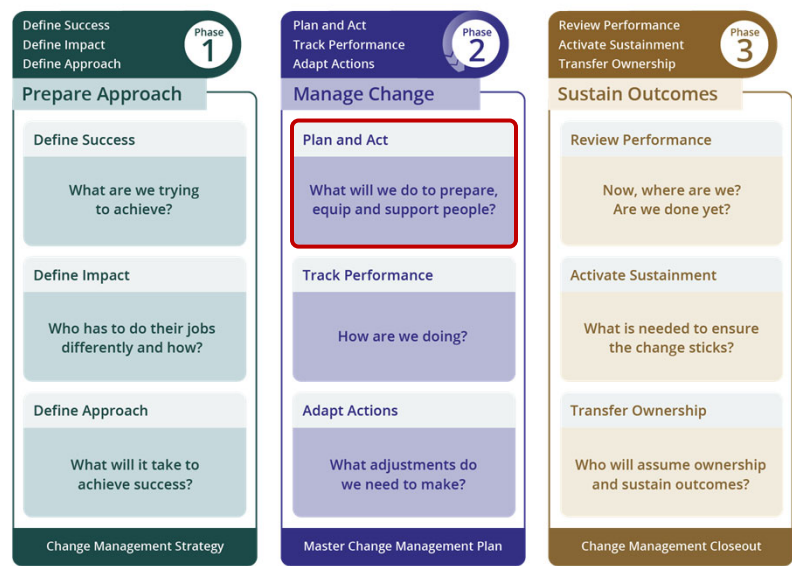 Define Success
Define Impact
Define Approach
Phase
1
Prepare Approach
Define Success
What are we trying
to achieve?
Define Impact
Who has to do their jobs
differently and how?
Define Approach
What will it take to
achieve success?
Change Management Strategy
Plan and Act
Track Performance
Adapt Actions
Phase
2
Manage Change
Plan and Act
What will we do to prepare,
equip and support people?
Track Performance
How are we doing?
Adapt Actions
What adjustments do
we need to make?
Master Change Management Plan
Review Performance
Activate Sustainment
Transfer Ownership
Phase
3
Sustain Outcomes
Review Performance
Now, where are we?
Are we done yet?
Activate Sustainment
What is needed to ensure
the change sticks?
Transfer Ownership
Who will assume ownership
and sustain outcomes?
Change Management Closeout